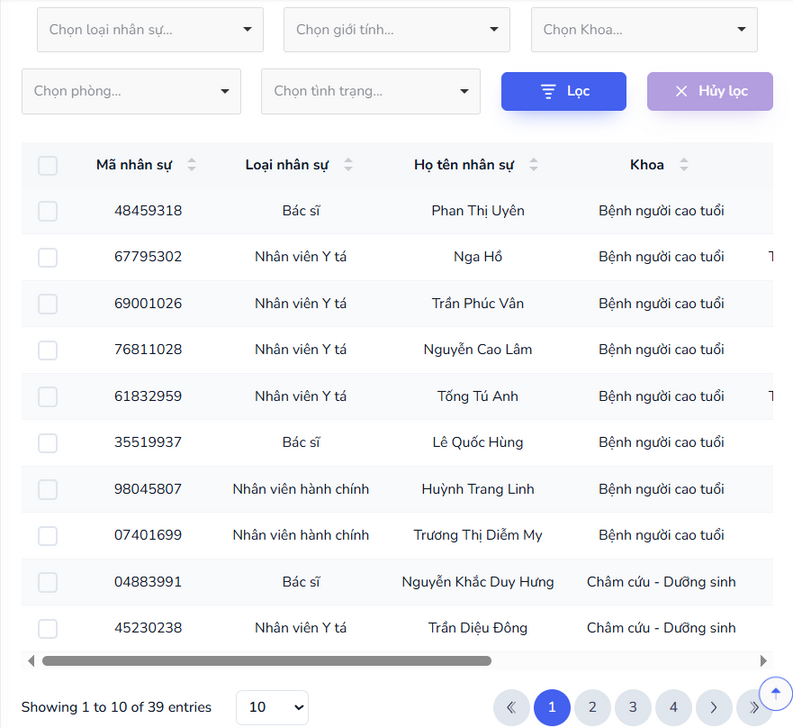 Chọn loại nhân sự... Chọn giới tính... Chọn Khoa...
Chọn phòng... Chọn tình trạng... Lọc Hủy lọc
Mã nhân sự Loại nhân sự Họ tên nhân sự Khoa
48459318 Bác sĩ Phan Thị Uyên Bệnh người cao tuổi
67795302 Nhân viên Y tá Nga Hồ Bệnh người cao tuổi
69001026 Nhân viên Y tá Trần Phúc Vân Bệnh người cao tuổi
76811028 Nhân viên Y tá Nguyễn Cao Lâm Bệnh người cao tuổi
61832959 Nhân viên Y tá Tống Tú Anh Bệnh người cao tuổi
35519937 Bác sĩ Lê Quốc Hùng Bệnh người cao tuổi
98045807 Nhân viên hành chính Huỳnh Trang Linh Bệnh người cao tuổi
07401699 Nhân viên hành chính Trương Thị Diễm My Bệnh người cao tuổi
04883991 Bác sĩ Nguyễn Khắc Duy Hưng Châm cứu - Dưỡng sinh
45230238 Nhân viên Y tá Trần Diệu Đông Châm cứu - Dưỡng sinh
Showing 1 to 10 of 39 entries 10 « 1 2 3 4 > »